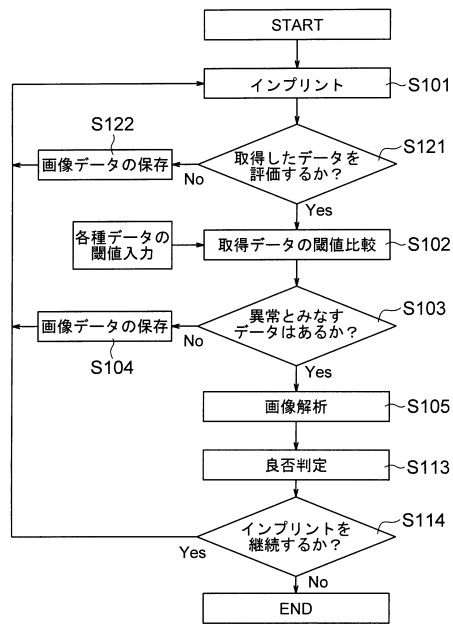 START
インプリント
S101
S122
画像データの保存
No
取得したデータを
評価するか？
S121
Yes
各種データの
閾値入力
取得データの閾値比較
S102
画像データの保存
S104
No
異常とみなす
データはあるか？
S103
Yes
画像解析
S105
良否判定
S113
インプリントを
継続するか？
S114
Yes
No
END